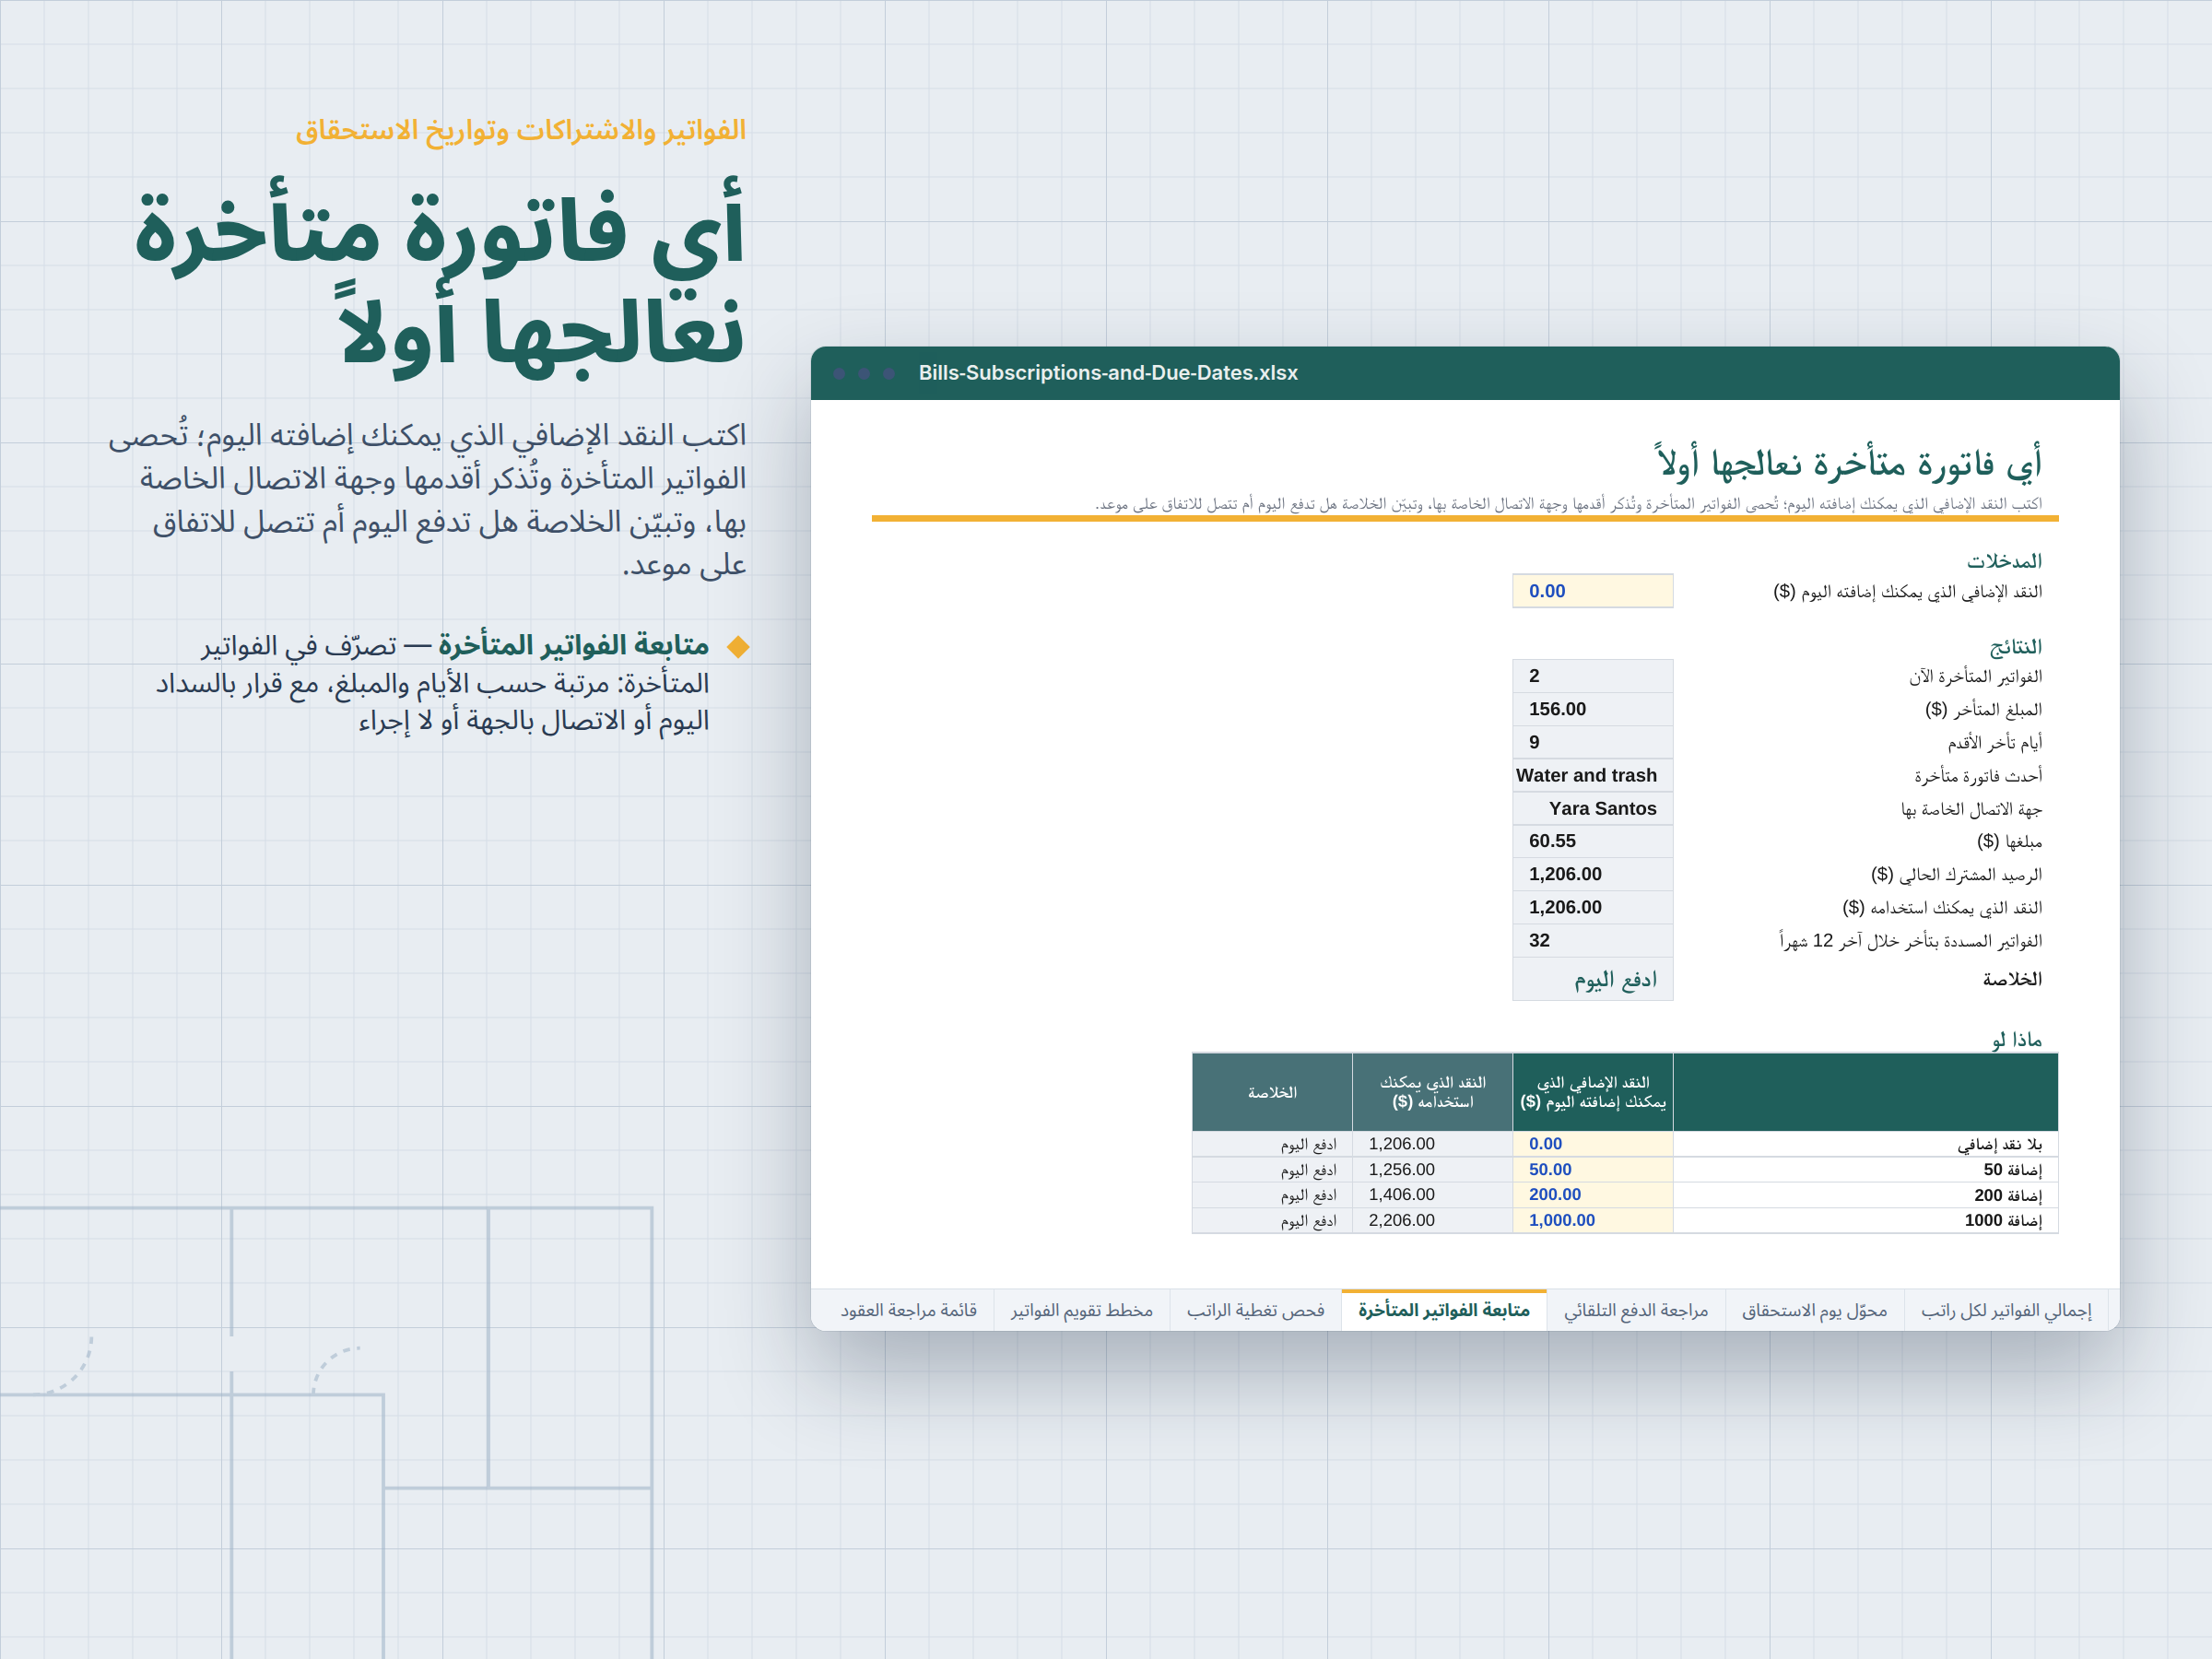 الفواتير والاشتراكات وتواريخ الاستحقاق
أي فاتورة متأخرة
نعالجها أولاً
اكتب النقد الإضافي الذي يمكنك إضافته اليوم؛ تُحصى
الفواتير المتأخرة وتُذكر أقدمها وجهة الاتصال الخاصة
بها، وتبيّن الخلاصة هل تدفع اليوم أم تتصل للاتفاق
على موعد.
متابعة الفواتير المتأخرة — تصرّف في الفواتير
المتأخرة: مرتبة حسب الأيام والمبلغ، مع قرار بالسداد
اليوم أو الاتصال بالجهة أو لا إجراء
Bills-Subscriptions-and-Due-Dates.xlsx
أي فاتورة متأخرة نعالجها أولاً
اكتب النقد الإضافي الذي يمكنك إضافته اليوم؛ تُحصى الفواتير المتأخرة وتُذكر أقدمها وجهة الاتصال الخاصة بها، وتبيّن الخلاصة هل تدفع اليوم أم تتصل للاتفاق على موعد.
المدخلات
النقد الإضافي الذي يمكنك إضافته اليوم ($) 0.00
النتائج
الفواتير المتأخرة الآن 2
المبلغ المتأخر ($) 156.00
أيام تأخر الأقدم 9
أحدث فاتورة متأخرة Water and trash
جهة الاتصال الخاصة بها Yara Santos
مبلغها ($) 60.55
الرصيد المشترك الحالي ($) 1,206.00
النقد الذي يمكنك استخدامه ($) 1,206.00
الفواتير المسددة بتأخر خلال آخر 12 شهراً 32
الخلاصة ادفع اليوم
ماذا لو
النقد الإضافي الذي يمكنك إضافته اليوم ($) النقد الذي يمكنك استخدامه ($) الخلاصة
بلا نقد إضافي 0.00 1,206.00 ادفع اليوم
إضافة 50 50.00 1,256.00 ادفع اليوم
إضافة 200 200.00 1,406.00 ادفع اليوم
إضافة 1000 1,000.00 2,206.00 ادفع اليوم
إجمالي الفواتير لكل راتب محوّل يوم الاستحقاق مراجعة الدفع التلقائي متابعة الفواتير المتأخرة فحص تغطية الراتب مخطط تقويم الفواتير قائمة مراجعة العقود